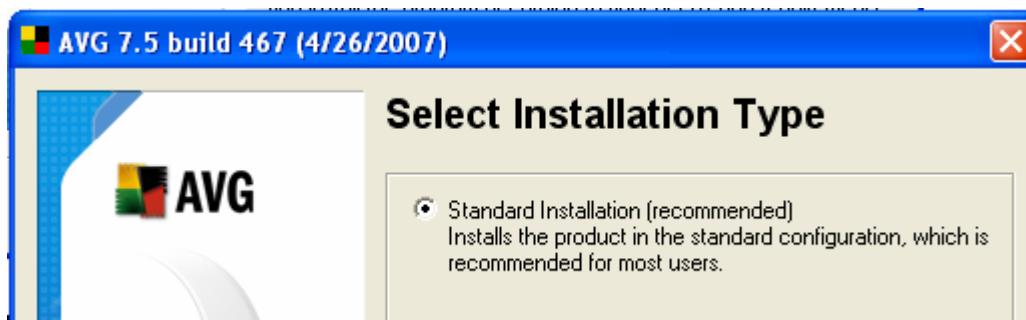 AVG 7.5 build 467 (4/26/2007)
Select Installation Type
AVG
Standard Installation (recommended)
Installs the product in the standard configuration, which is
recommended for most users.